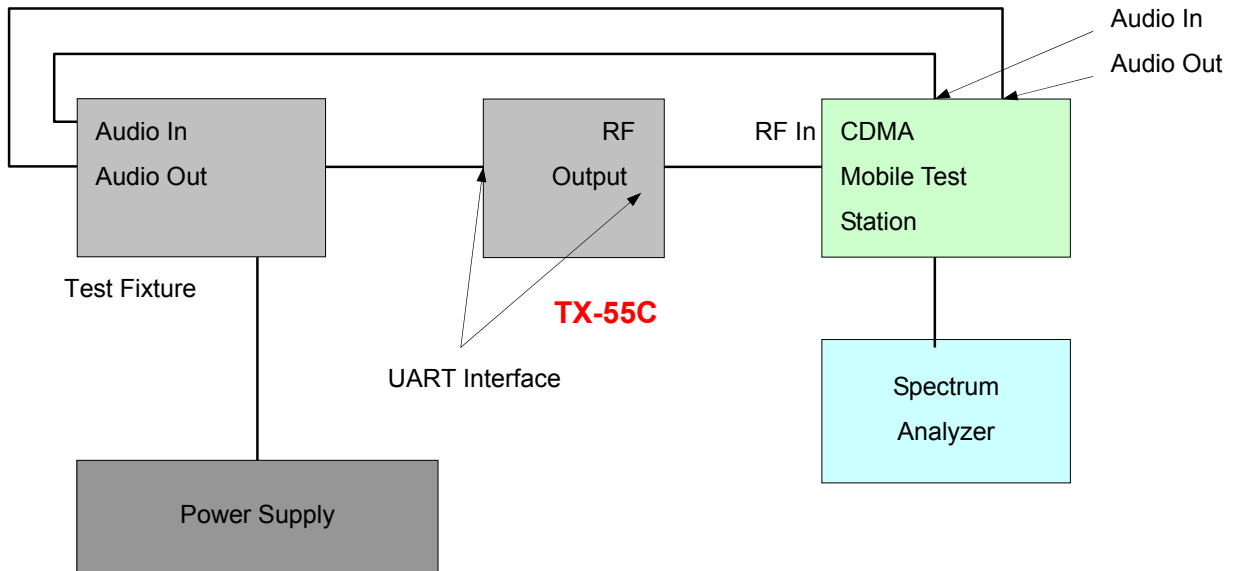 Audio In
Audio Out
Audio In
Audio Out
RF
Output
RF In
CDMA
Mobile Test
Station
Test Fixture
TX-55C
UART Interface
Spectrum
Analyzer
Power Supply